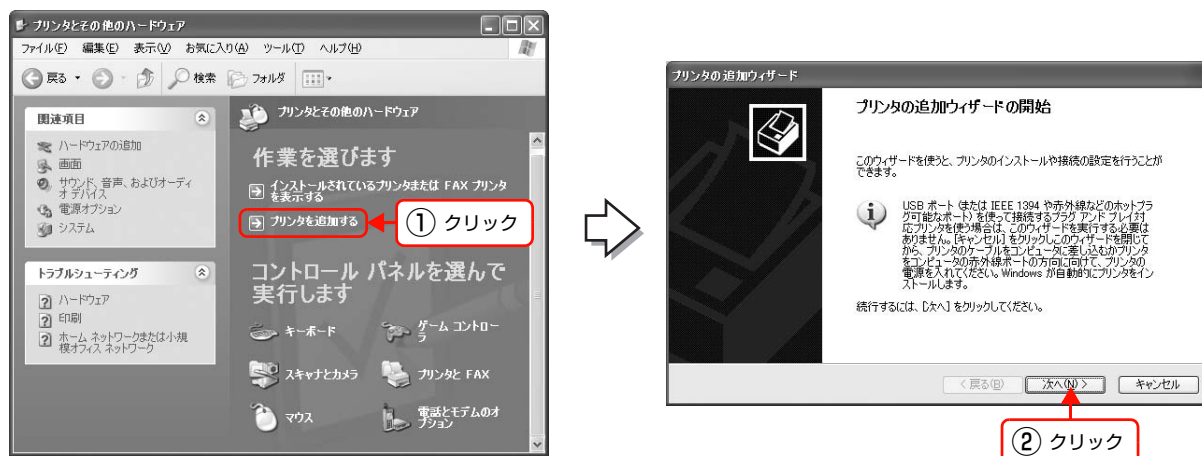 プリンタとその他のハードウェア
ファイル(F) 編集(E) 表示(V) お気に入り(A) ツール(T) ヘルプ(H)
戻る 検索 フォルダ
関連項目
ハードウェアの追加
画面
サウンド、音声、およびオーディ
オ デバイス
電源オプション
システム
トラブルシューティング
ハードウェア
印刷
ホーム ネットワークまたは小規
模オフィス ネットワーク
プリンタとその他のハードウェア
作業を選びます
インストールされているプリンタまたは FAX プリンタ
を表示する
プリンタを追加する
① クリック
コントロール パネルを選んで
実行します
キーボード
ゲーム コントロー
ラ
スキャナとカメラ
プリンタと FAX
マウス
電話とモデムのオ
プション
プリンタの追加ウィザード
プリンタの追加ウィザードの開始
このウィザードを使うと、プリンタのインストールや接続の設定を行うことが
できます。
USB ポート (または IEEE 1394 や赤外線などのホットプラ
グ可能なポート) を使って接続するプラグ アンド プレイ対
応プリンタを使う場合は、このウィザードを実行する必要は
ありません。[キャンセル] をクリックしこのウィザードを閉じて
から、プリンタのケーブルをコンピュータに差し込むかプリンタ
をコンピュータの赤外線ポートの方向に向けて、プリンタの
電源を入れてください。Windows が自動的にプリンタをイン
ストールします。
続行するには、[次へ] をクリックしてください。
< 戻る(B) 次へ(N) > キャンセル
② クリック